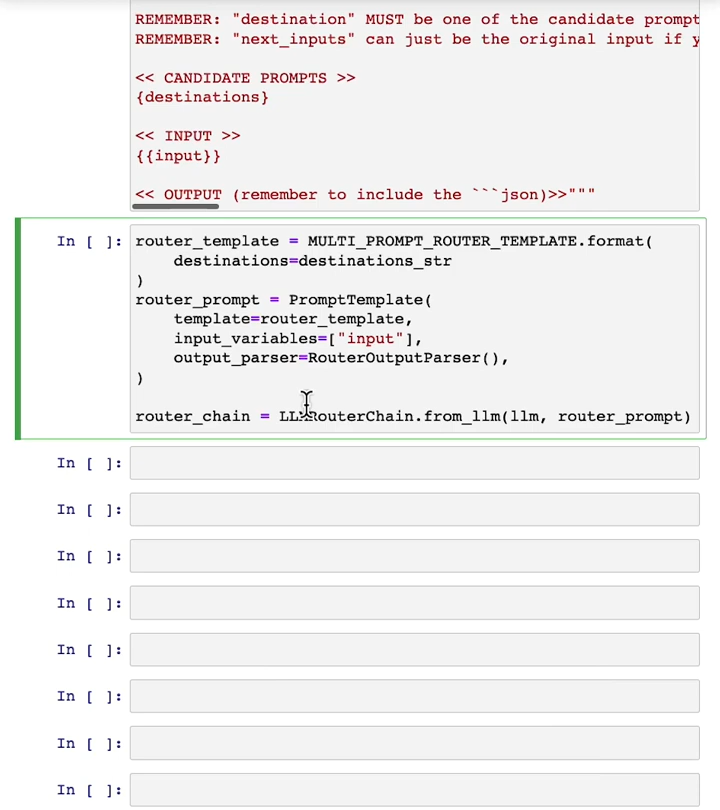 REMEMBER: "destination" MUST be one of the candidate prompt
REMEMBER: "next_inputs" can just be the original input if y
<< CANDIDATE PROMPTS >>
{destinations}
<< INPUT >>
{{input}}
<< OUTPUT (remember to include the ```json)>>"""
In [ ]: router_template = MULTI_PROMPT_ROUTER_TEMPLATE.format(
    destinations=destinations_str
)
router_prompt = PromptTemplate(
    template=router_template,
    input_variables=["input"],
    output_parser=RouterOutputParser(),
)
router_chain = LLMRouterChain.from_llm(llm, router_prompt)
In [ ]:
In [ ]:
In [ ]:
In [ ]:
In [ ]:
In [ ]:
In [ ]:
In [ ]: